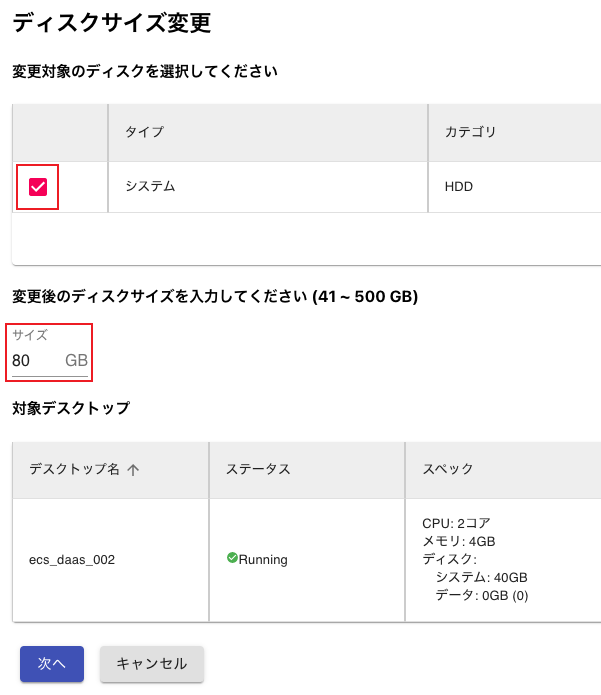 ディスクサイズ変更
変更対象のディスクを選択してください
タイプ
カテゴリ
システム
HDD
変更後のディスクサイズを入力してください (41 ~ 500 GB)
サイズ
80 GB
対象デスクトップ
デスクトップ名 ↑
ステータス
スペック
ecs_daas_002
Running
CPU: 2コア
メモリ: 4GB
ディスク:
システム: 40GB
データ: 0GB (0)
次へ
キャンセル